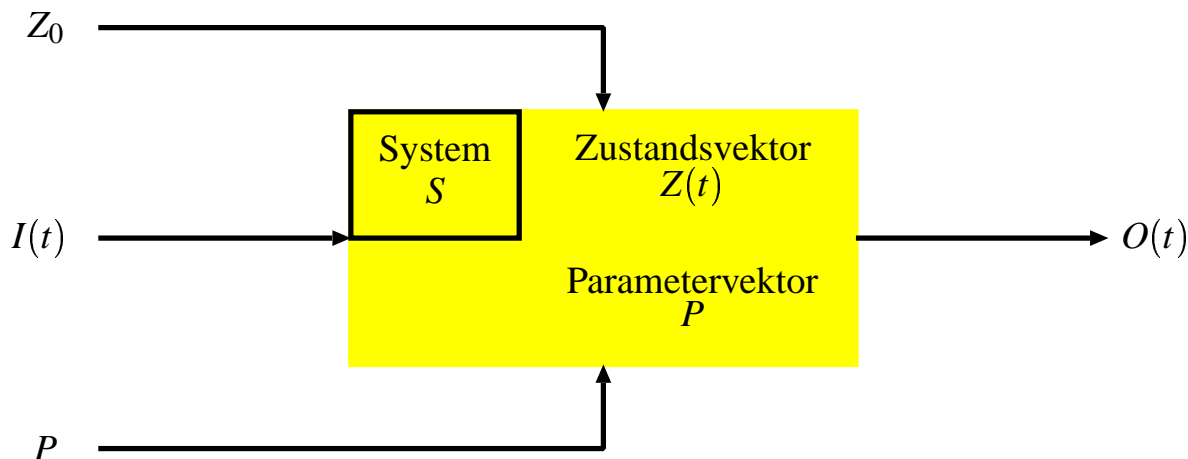 Z₀
System
S
Zustandsvektor
Z(t)
I(t)
O(t)
Parametervektor
P
P